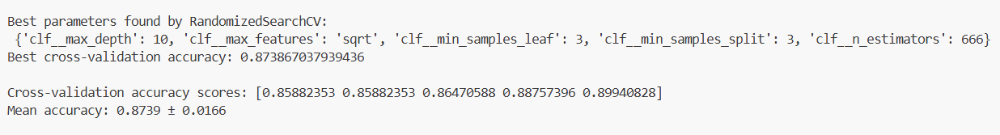 Best parameters found by RandomizedSearchCV:
 {'clf__max_depth': 10, 'clf__max_features': 'sqrt', 'clf__min_samples_leaf': 3, 'clf__min_samples_split': 3, 'clf__n_estimators': 666}
Best cross-validation accuracy: 0.873867037939436

Cross-validation accuracy scores: [0.85882353 0.85882353 0.86470588 0.88757396 0.89940828]
Mean accuracy: 0.8739 ± 0.0166